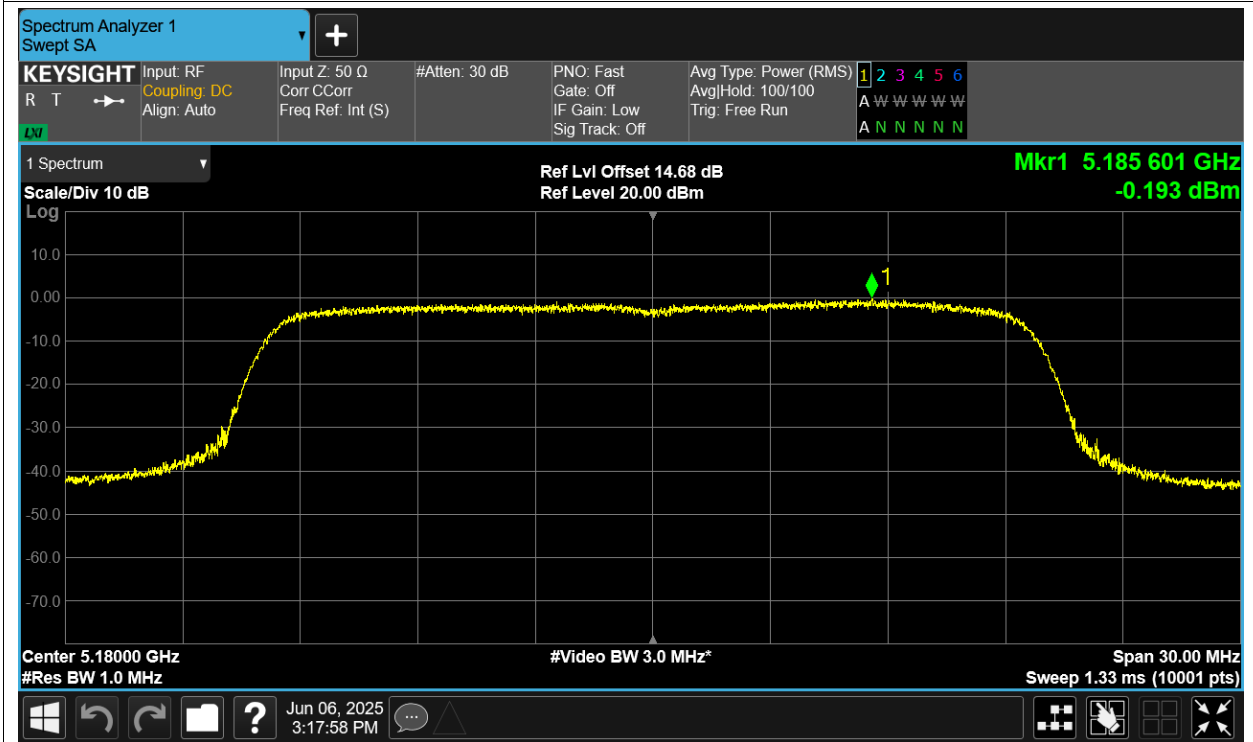 Spectrum Analyzer 1
Swept SA
+
KEYSIGHT
R T
LXI
Input: RF
Coupling: DC
Align: Auto
Input Z: 50 Ω
Corr CCorr
Freq Ref: Int (S)
#Atten: 30 dB
PNO: Fast
Gate: Off
IF Gain: Low
Sig Track: Off
Avg Type: Power (RMS)
Avg|Hold: 100/100
Trig: Free Run
1 2 3 4 5 6
A W W W W W
A N N N N N
1 Spectrum
Scale/Div 10 dB
Log
Ref Lvl Offset 14.68 dB
Ref Level 20.00 dBm
Mkr1 5.185 601 GHz
-0.193 dBm
1
10.0
0.00
-10.0
-20.0
-30.0
-40.0
-50.0
-60.0
-70.0
Center 5.18000 GHz
#Res BW 1.0 MHz
#Video BW 3.0 MHz*
Span 30.00 MHz
Sweep 1.33 ms (10001 pts)
?
Jun 06, 2025
3:17:58 PM